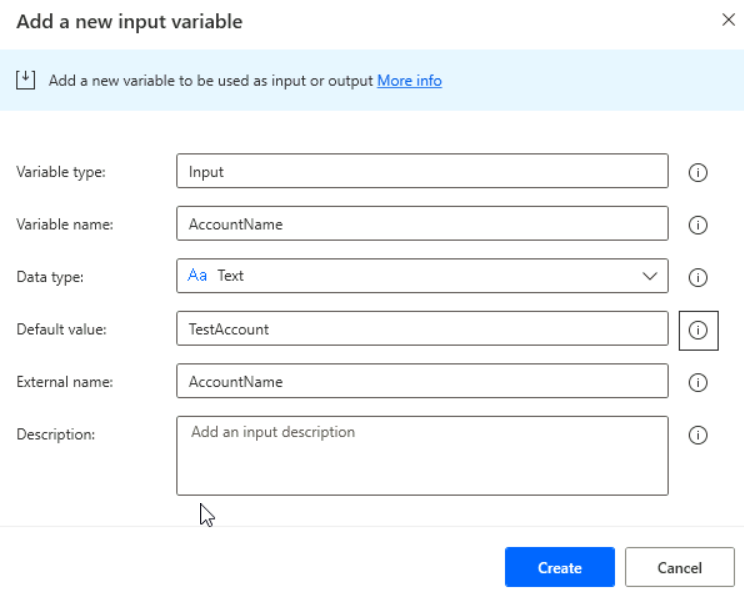 Add a new input variable
Add a new variable to be used as input or output More info
Variable type:
Input
Variable name:
AccountName
Data type:
Aa Text
Default value:
TestAccount
External name:
AccountName
Description:
Add an input description
Create
Cancel